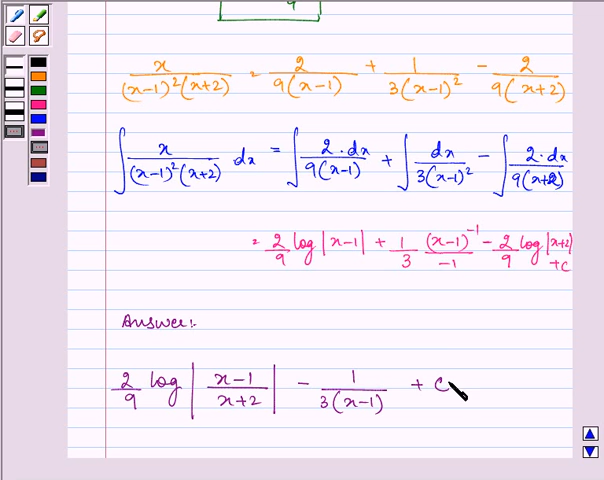 9
x/((x-1)²(x+2)) = 2/(9(x-1)) + 1/(3(x-1)²) - 2/(9(x+2))
∫ x/((x-1)²(x+2)) dx = ∫ 2·dx/(9(x-1)) + ∫ dx/(3(x-1)²) - ∫ 2·dx/(9(x+2))
= 2/9 log|x-1| + 1/3 (x-1)⁻¹/-1 - 2/9 log|x+2|
+c
Answer:
2/9 log|(x-1)/(x+2)| - 1/(3(x-1)) + c